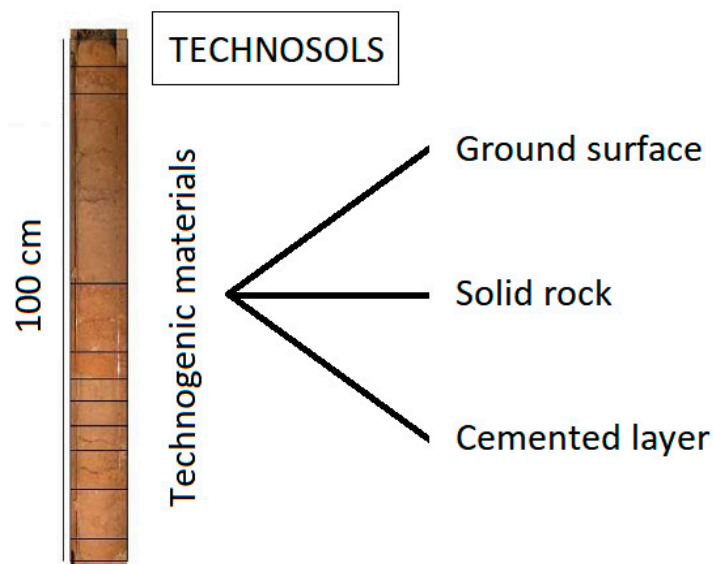 TECHNOSOLS
100 cm
Technogenic materials
Ground surface
Solid rock
Cemented layer